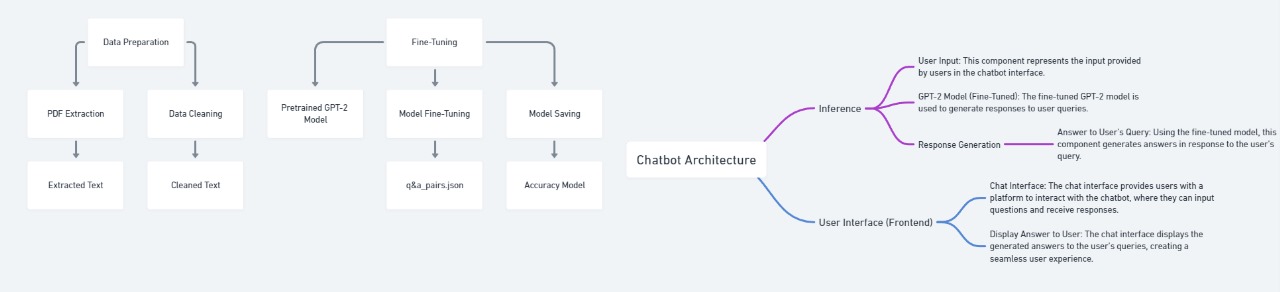 Data Preparation
PDF Extraction
Data Cleaning
Extracted Text
Cleaned Text
Fine-Tuning
Pretrained GPT-2
Model
Model Fine-Tuning
Model Saving
q&a_pairs.json
Accuracy Model
Chatbot Architecture
Inference
User Input: This component represents the input provided
by users in the chatbot interface.
GPT-2 Model (Fine-Tuned): The fine-tuned GPT-2 model is
used to generate responses to user queries.
Response Generation
Answer to User's Query: Using the fine-tuned model, this
component generates answers in response to the user's
query.
User Interface (Frontend)
Chat Interface: The chat interface provides users with a
platform to interact with the chatbot, where they can input
questions and receive responses.
Display Answer to User: The chat interface displays the
generated answers to the user's queries, creating a
seamless user experience.